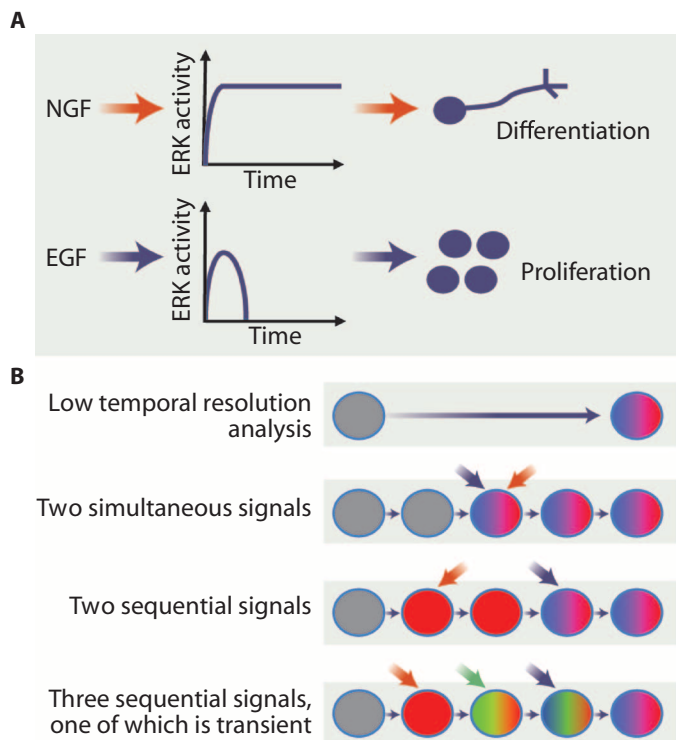 A
NGF
ERK activity
Time
Differentiation
EGF
ERK activity
Time
Proliferation
B
Low temporal resolution
analysis
Two simultaneous signals
Two sequential signals
Three sequential signals,
one of which is transient